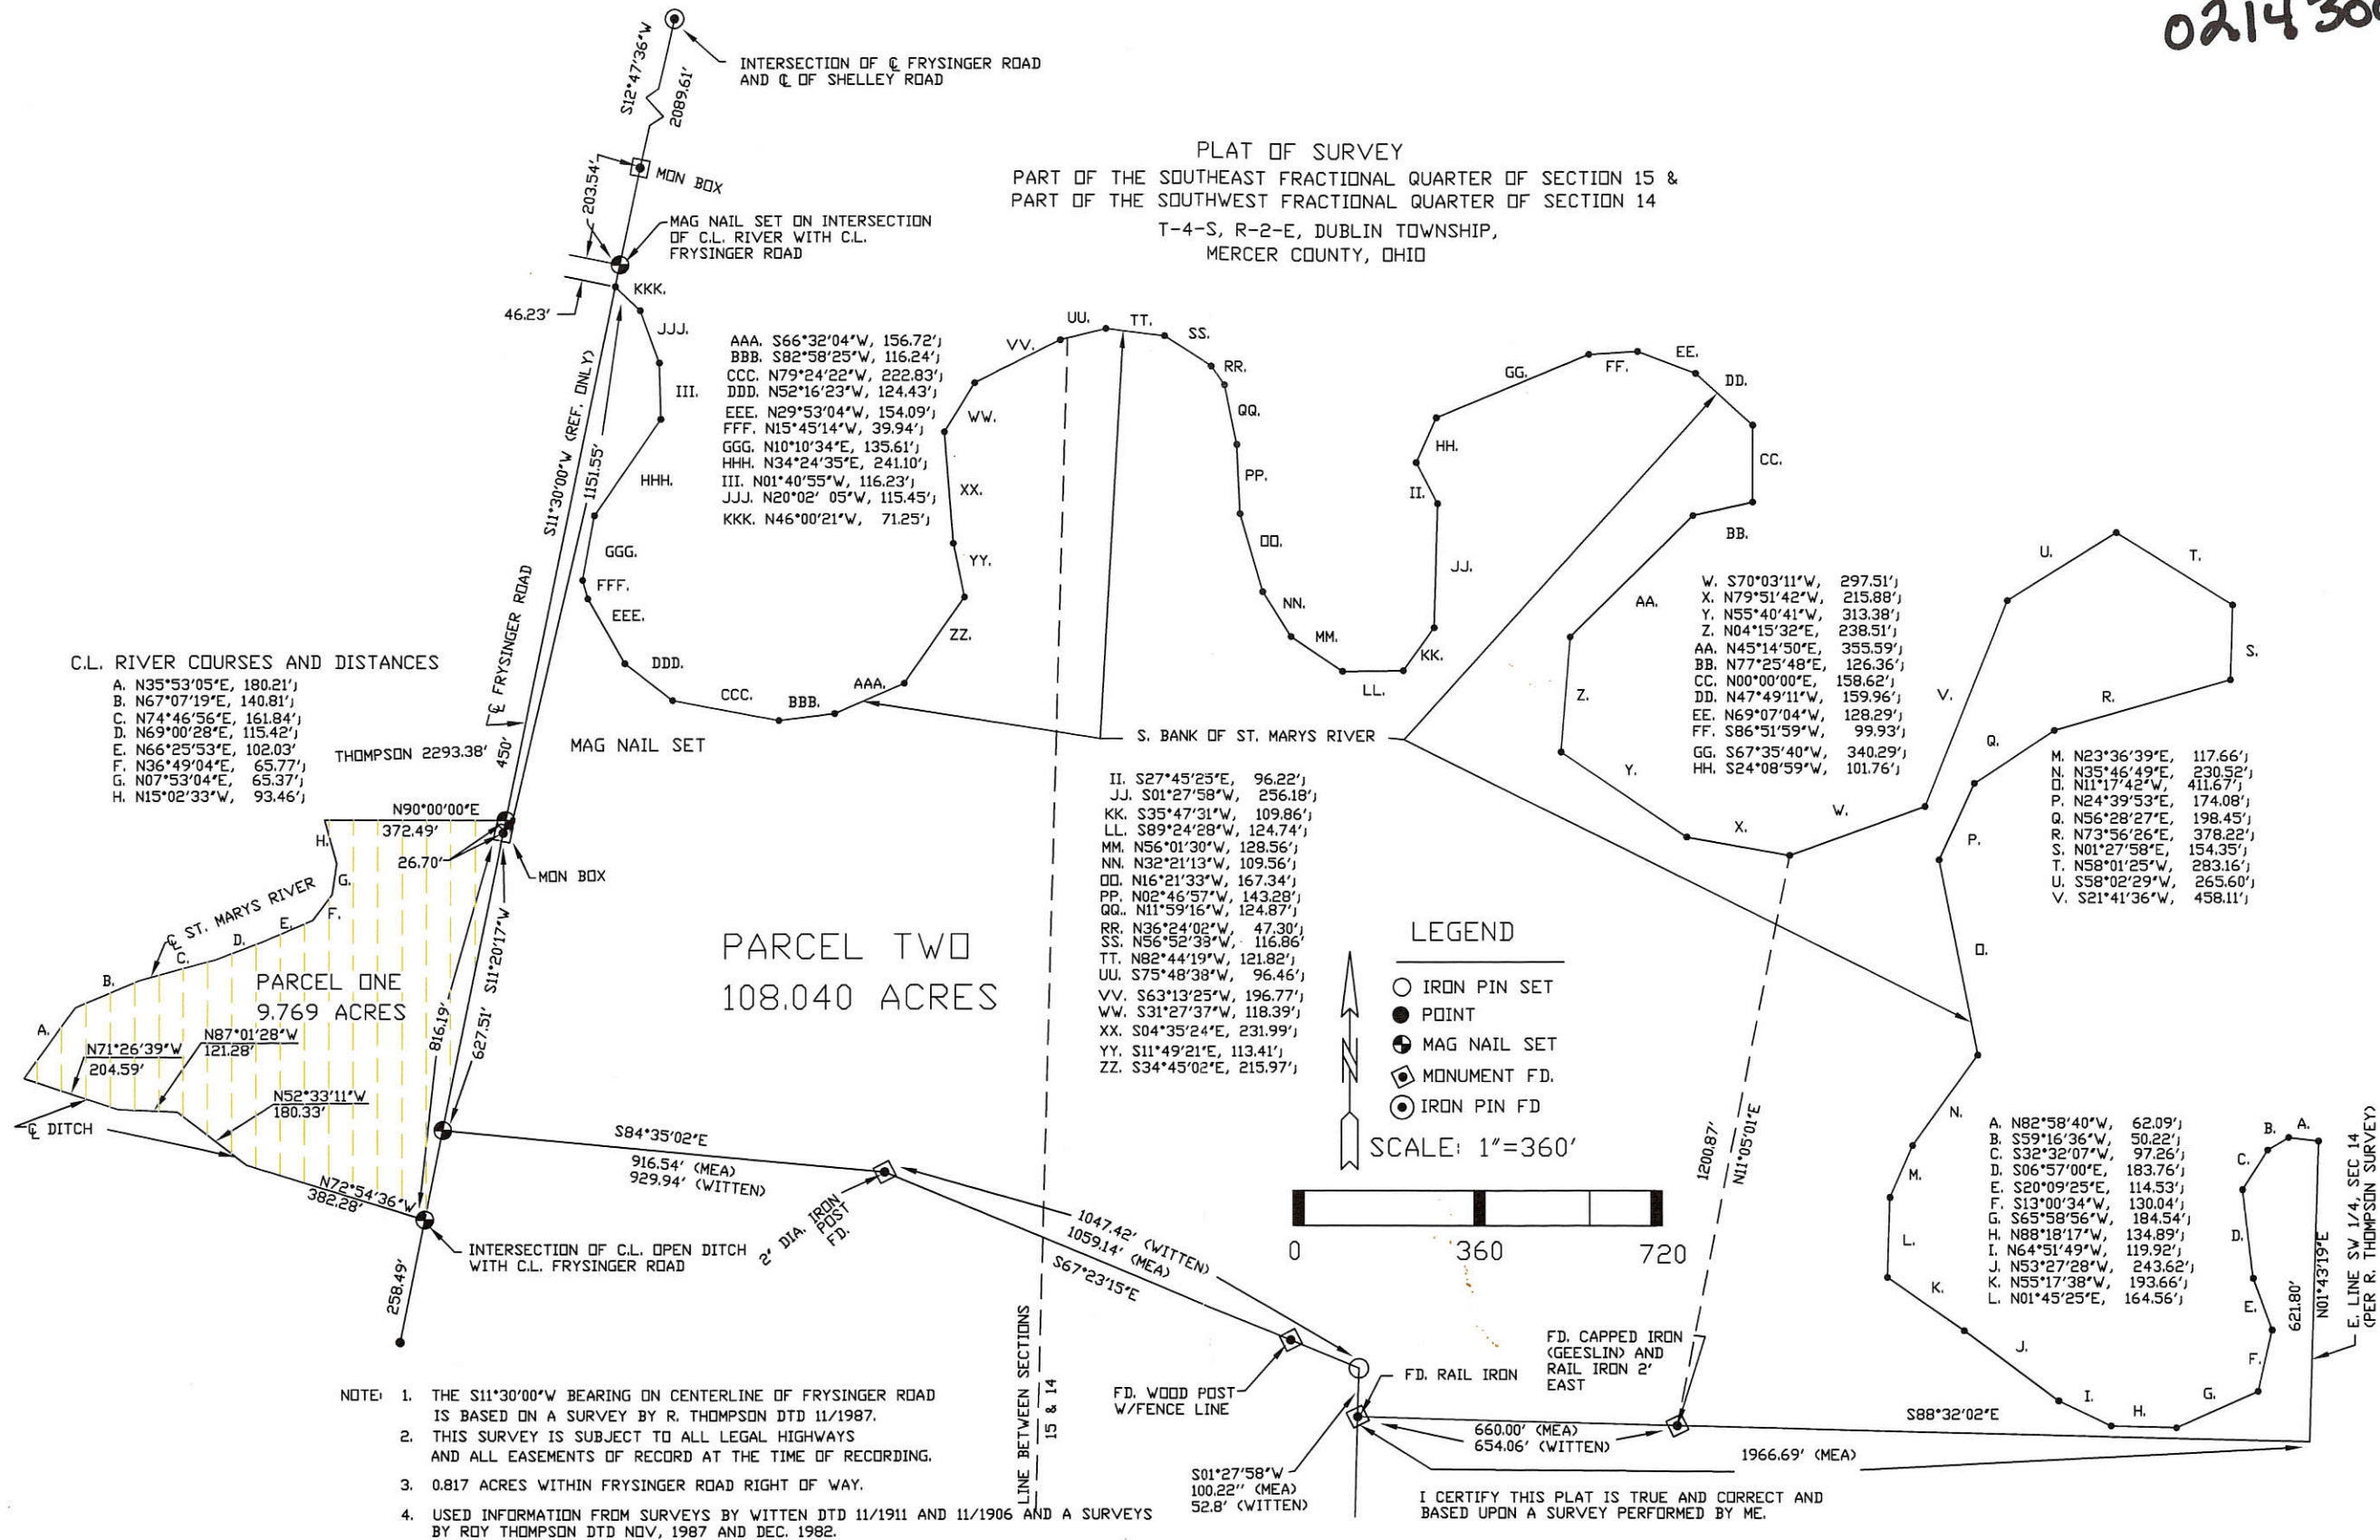 S12°47'36"W
2089.61'
INTERSECTION OF ℄ FRYSINGER ROAD
AND ℄ OF SHELLEY ROAD
203.54'
MON BOX
MAG NAIL SET ON INTERSECTION
OF C.L. RIVER WITH C.L.
FRYSINGER ROAD
46.23'
PLAT OF SURVEY
PART OF THE SOUTHEAST FRACTIONAL QUARTER OF SECTION 15 &
PART OF THE SOUTHWEST FRACTIONAL QUARTER OF SECTION 14
T-4-S, R-2-E, DUBLIN TOWNSHIP,
MERCER COUNTY, OHIO
KKK.
JJJ.
III.
HHH.
GGG.
FFF.
EEE.
DDD.
CCC.
BBB.
AAA.
ZZ.
YY.
XX.
WW.
VV.
UU.
TT.
SS.
RR.
QQ.
PP.
OO.
NN.
MM.
LL.
KK.
JJ.
II.
HH.
GG.
FF.
EE.
DD.
CC.
BB.
AA.
Z.
Y.
X.
W.
V.
U.
T.
S.
R.
Q.
P.
O.
N.
M.
L.
K.
J.
I.
H.
G.
F.
E.
D.
C.
B.
A.
AAA. S66°32'04"W, 156.72';
BBB. S82°58'25"W, 116.24';
CCC. N79°24'22"W, 222.83';
DDD. N52°16'23"W, 124.43';
EEE. N29°53'04"W, 154.09';
FFF. N15°45'14"W, 39.94';
GGG. N10°10'34"E, 135.61';
HHH. N34°24'35"E, 241.10';
III. N01°40'55"W, 116.23';
JJJ. N20°02' 05"W, 115.45';
KKK. N46°00'21"W, 71.25';
S11°30'00"W (REF. ONLY)
1151.55'
℄ FRYSINGER ROAD
450'
C.L. RIVER COURSES AND DISTANCES
A. N35°53'05"E, 180.21';
B. N67°07'19"E, 140.81';
C. N74°46'56"E, 161.84';
D. N69°00'28"E, 115.42';
E. N66°25'53"E, 102.03'
F. N36°49'04"E, 65.77';
G. N07°53'04"E, 65.37';
H. N15°02'33"W, 93.46';
THOMPSON 2293.38'
MAG NAIL SET
N90°00'00"E
372.49'
26.70'
MON BOX
H.
G.
F.
E.
D.
C.
B.
A.
℄ ST. MARYS RIVER
PARCEL ONE
9.769 ACRES
N87°01'28"W
121.28'
N71°26'39"W
204.59'
N52°33'11"W
180.33'
℄ DITCH
N72°54'36"W
382.28'
816.19'
627.51' S11°20'17"W
258.49'
INTERSECTION OF C.L. OPEN DITCH
WITH C.L. FRYSINGER ROAD
PARCEL TWO
108.040 ACRES
S. BANK OF ST. MARYS RIVER
II. S27°45'25"E, 96.22';
JJ. S01°27'58"W, 256.18';
KK. S35°47'31"W, 109.86';
LL. S89°24'28"W, 124.74';
MM. N56°01'30"W, 128.56';
NN. N32°21'13"W, 109.56';
OO. N16°21'33"W, 167.34';
PP. N02°46'57"W, 143.28';
QQ.. N11°59'16"W, 124.87';
RR. N36°24'02"W, 47.30';
SS. N56°52'39"W, 116.86'
TT. N82°44'19"W, 121.82';
UU. S75°48'38"W, 96.46';
VV. S63°13'25"W, 196.77';
WW. S31°27'37"W, 118.39';
XX. S04°35'24"E, 231.99';
YY. S11°49'21"E, 113.41';
ZZ. S34°45'02"E, 215.97';
W. S70°03'11"W, 297.51';
X. N79°51'42"W, 215.88';
Y. N55°40'41"W, 313.38';
Z. N04°15'32"E, 238.51';
AA. N45°14'50"E, 355.59';
BB. N77°25'48"E, 126.36';
CC. N00°00'00"E, 158.62';
DD. N47°49'11"W, 159.96';
EE. N69°07'04"W, 128.29';
FF. S86°51'59"W, 99.93';
GG. S67°35'40"W, 340.29';
HH. S24°08'59"W, 101.76';
M. N23°36'39"E, 117.66';
N. N35°46'49"E, 230.52';
O. N11°17'42"W, 411.67';
P. N24°39'53"E, 174.08';
Q. N56°28'27"E, 198.45';
R. N73°56'26"E, 378.22';
S. N01°27'58"E, 154.35';
T. N58°01'25"W, 283.16';
U. S58°02'29"W, 265.60';
V. S21°41'36"W, 458.11';
LEGEND
IRON PIN SET
POINT
MAG NAIL SET
MONUMENT FD.
IRON PIN FD
N
SCALE: 1"=360'
0 360 720
A. N82°58'40"W, 62.09';
B. S59°16'36"W, 50.22';
C. S32°32'07"W, 97.26';
D. S06°57'00"E, 183.76';
E. S20°09'25"E, 114.53';
F. S13°00'34"W, 130.04';
G. S65°58'56"W, 184.54';
H. N88°18'17"W, 134.89';
I. N64°51'49"W, 119.92';
J. N53°27'28"W, 243.62';
K. N55°17'38"W, 193.66';
L. N01°45'25"E, 164.56';
S84°35'02"E
916.54' (MEA)
929.94' (WITTEN)
2" DIA. IRON
POST
FD.
1047.42' (WITTEN)
1059.14' (MEA)
S67°23'15"E
LINE BETWEEN SECTIONS
15 & 14
1200.87'
N11°05'01"E
FD. WOOD POST
W/FENCE LINE
FD. RAIL IRON
FD. CAPPED IRON
(GEESLIN) AND
RAIL IRON 2'
EAST
S01°27'58"W
100.22'' (MEA)
52.8' (WITTEN)
660.00' (MEA)
654.06' (WITTEN)
S88°32'02"E
1966.69' (MEA)
621.80'
N01°43'19"E
E. LINE SW 1/4, SEC 14
(PER R. THOMPSON SURVEY)
NOTE: 1. THE S11°30'00"W BEARING ON CENTERLINE OF FRYSINGER ROAD
IS BASED ON A SURVEY BY R. THOMPSON DTD 11/1987.
2. THIS SURVEY IS SUBJECT TO ALL LEGAL HIGHWAYS
AND ALL EASEMENTS OF RECORD AT THE TIME OF RECORDING.
3. 0.817 ACRES WITHIN FRYSINGER ROAD RIGHT OF WAY.
4. USED INFORMATION FROM SURVEYS BY WITTEN DTD 11/1911 AND 11/1906 AND A SURVEYS
BY ROY THOMPSON DTD NOV, 1987 AND DEC. 1982.
I CERTIFY THIS PLAT IS TRUE AND CORRECT AND
BASED UPON A SURVEY PERFORMED BY ME.